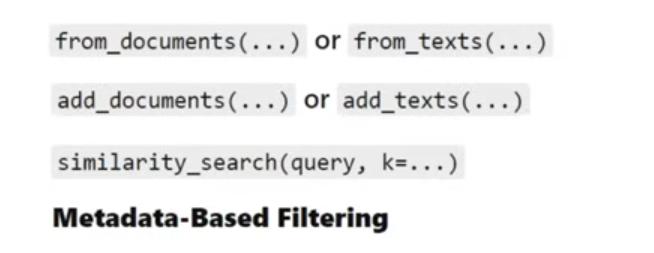 from_documents(...) or from_texts(...)
add_documents(...) or add_texts(...)
similarity_search(query, k=...)
Metadata-Based Filtering